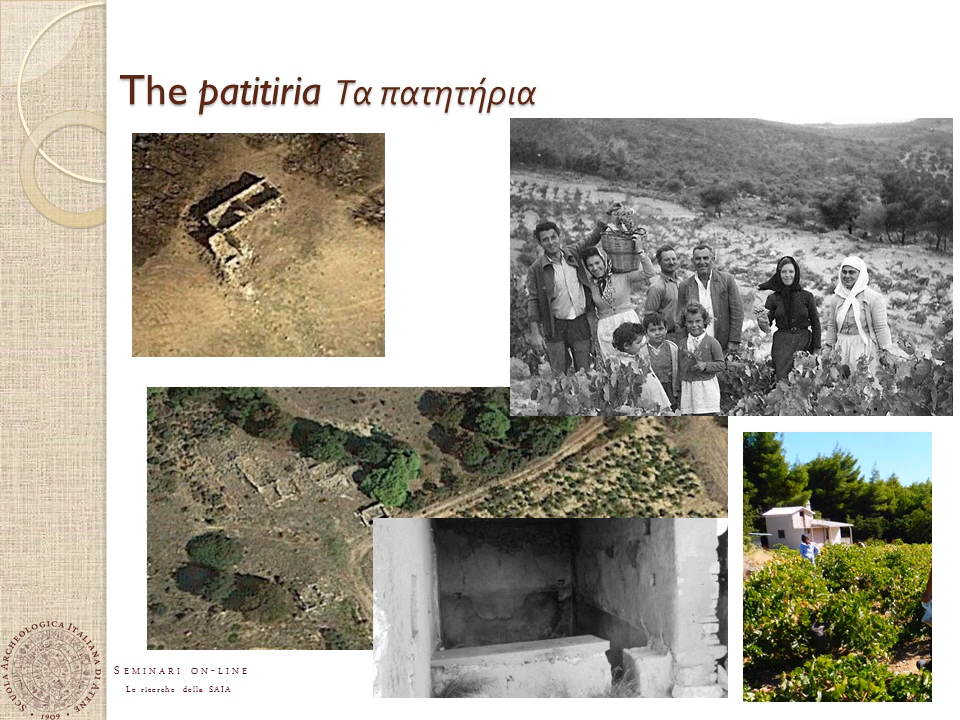 The patitiria Τα πατητήρια
SCUOLA ARCHEOLOGICA ITALIANA DI ATENE
• 1909 •
SEMINARI ON-LINE
Le ricerche della SAIA